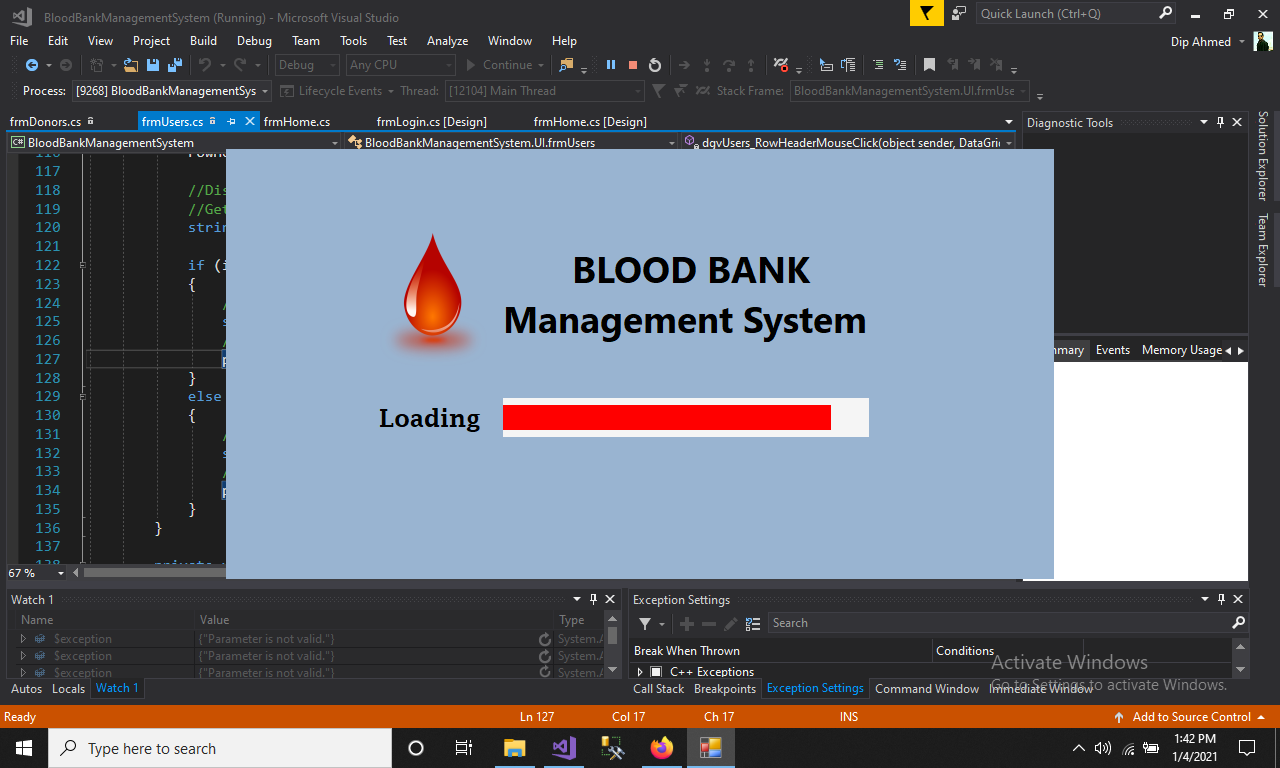 BloodBankManagementSystem (Running) - Microsoft Visual Studio
Quick Launch (Ctrl+Q)
File Edit View Project Build Debug Team Tools Test Analyze Window Help
Dip Ahmed
Debug Any CPU Continue
Process: [9268] BloodBankManagementSys Lifecycle Events Thread: [12104] Main Thread Stack Frame: BloodBankManagementSystem.UI.frmUse
frmDonors.cs frmUsers.cs frmHome.cs frmLogin.cs [Design] frmHome.cs [Design]
Diagnostic Tools
BloodBankManagementSystem BloodBankManagementSystem.UI.frmUsers dgvUsers_RowHeaderMouseClick(object sender, DataGri
Solution Explorer
Team Explorer
117
118 //Dis
119 //Get
120 strin
121
122 if (i
123 {
124 /
125 s
126 /
127 p
128 }
129 else
130 {
131 /
132 s
133 /
134 p
135 }
136 }
137
138
BLOOD BANK
Management System
Loading
mmary Events Memory Usage
67 %
Watch 1
Name Value Type
$exception {"Parameter is not valid."} System.A
$exception {"Parameter is not valid."} System.A
$exception {"Parameter is not valid."} System.A
Autos Locals Watch 1
Exception Settings
Search
Break When Thrown Conditions
C++ Exceptions
Call Stack Breakpoints Exception Settings Command Window Immediate Window
Activate Windows
Go to Settings to activate Windows.
Ready Ln 127 Col 17 Ch 17 INS Add to Source Control
Type here to search
1:42 PM
1/4/2021